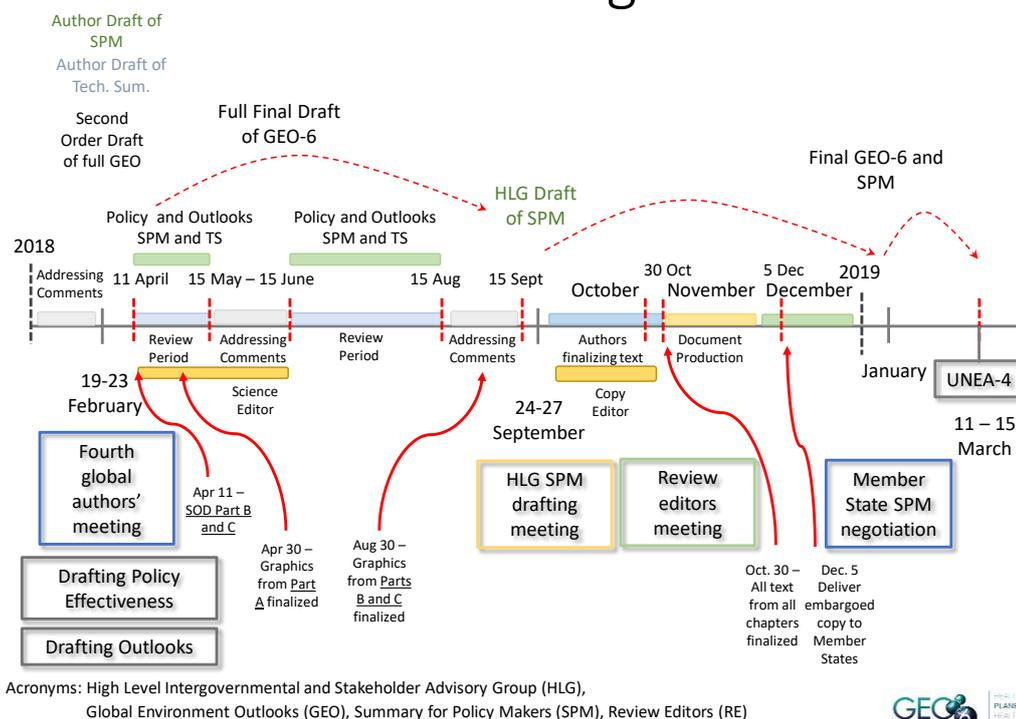 Author Draft of
SPM
Author Draft of
Tech. Sum.
Second
Order Draft
of full GEO
Full Final Draft
of GEO-6
HLG Draft
of SPM
Final GEO-6 and
SPM
Policy and Outlooks
SPM and TS
Policy and Outlooks
SPM and TS
2018
Addressing
Comments
11 April
15 May – 15 June
15 Aug
15 Sept
October
30 Oct
November
5 Dec
December
2019
Review
Period
Addressing
Comments
Review
Period
Addressing
Comments
Authors
finalizing text
Document
Production
January
UNEA-4
11 – 15
March
19-23
February
Science
Editor
24-27
September
Copy
Editor
Fourth
global
authors’
meeting
Apr 11 –
SOD Part B
and C
Apr 30 –
Graphics
from Part
A finalized
Aug 30 –
Graphics
from Parts
B and C
finalized
HLG SPM
drafting
meeting
Review
editors
meeting
Member
State SPM
negotiation
Oct. 30 –
All text
from all
chapters
finalized
Dec. 5
Deliver
embargoed
copy to
Member
States
Drafting Policy
Effectiveness
Drafting Outlooks
Acronyms: High Level Intergovernmental and Stakeholder Advisory Group (HLG),
Global Environment Outlooks (GEO), Summary for Policy Makers (SPM), Review Editors (RE)
GEO